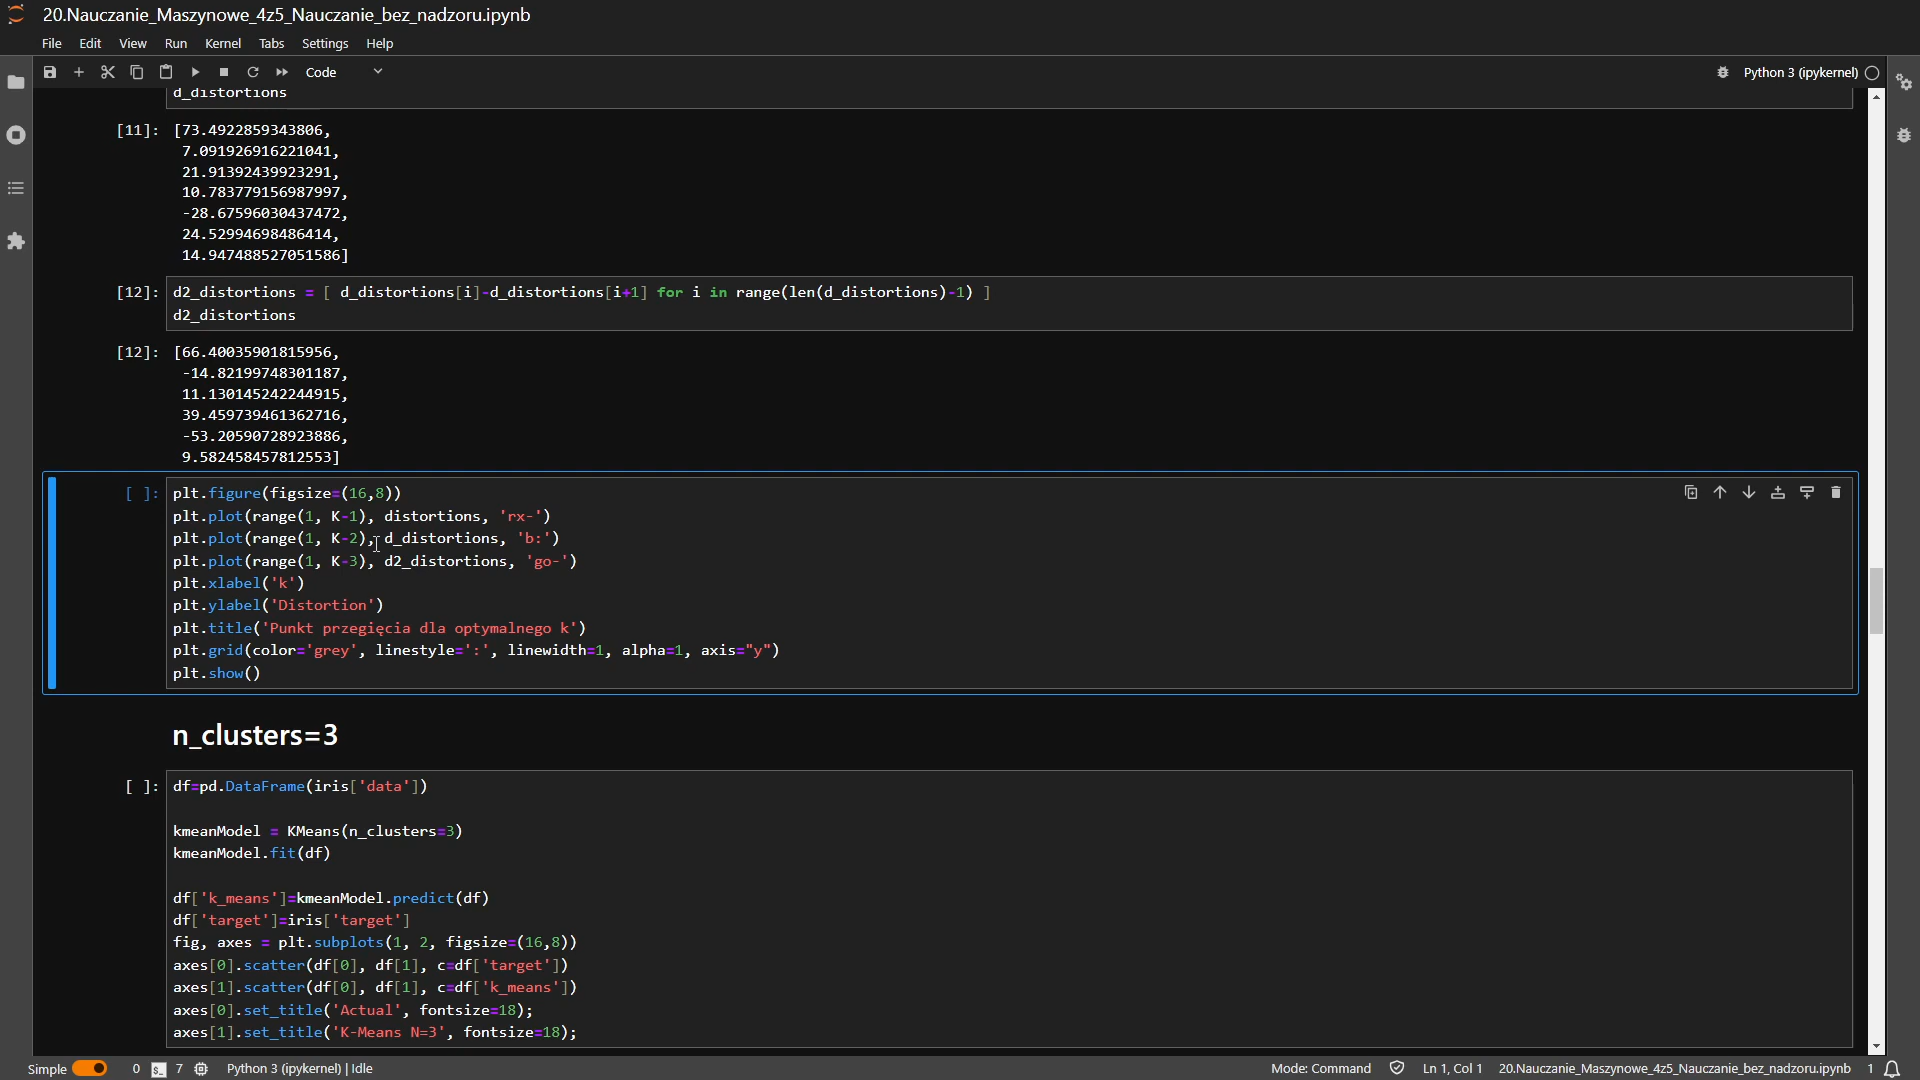 20.Nauczanie_Maszynowe_4z5_Nauczanie_bez_nadzoru.ipynb
File Edit View Run Kernel Tabs Settings Help
Code
Python 3 (ipykernel)
d_distortions
[11]: [73.4922859343806,
7.091926916221041,
21.91392439923291,
10.783779156987997,
-28.67596030437472,
24.52994698486414,
14.947488527051586]
[12]: d2_distortions = [ d_distortions[i]-d_distortions[i+1] for i in range(len(d_distortions)-1) ]
d2_distortions
[12]: [66.40035901815956,
-14.82199748301187,
11.130145242244915,
39.459739461362716,
-53.20590728923886,
9.582458457812553]
[ ]: plt.figure(figsize=(16,8))
plt.plot(range(1, K-1), distortions, 'rx-')
plt.plot(range(1, K-2), d_distortions, 'b:')
plt.plot(range(1, K-3), d2_distortions, 'go-')
plt.xlabel('k')
plt.ylabel('Distortion')
plt.title('Punkt przegięcia dla optymalnego k')
plt.grid(color='grey', linestyle=':', linewidth=1, alpha=1, axis="y")
plt.show()
n_clusters=3
[ ]: df=pd.DataFrame(iris['data'])
kmeanModel = KMeans(n_clusters=3)
kmeanModel.fit(df)
df['k_means']=kmeanModel.predict(df)
df['target']=iris['target']
fig, axes = plt.subplots(1, 2, figsize=(16,8))
axes[0].scatter(df[0], df[1], c=df['target'])
axes[1].scatter(df[0], df[1], c=df['k_means'])
axes[0].set_title('Actual', fontsize=18);
axes[1].set_title('K-Means N=3', fontsize=18);
Simple 0 $_ 7 Python 3 (ipykernel) | Idle Mode: Command Ln 1, Col 1 20.Nauczanie_Maszynowe_4z5_Nauczanie_bez_nadzoru.ipynb 1